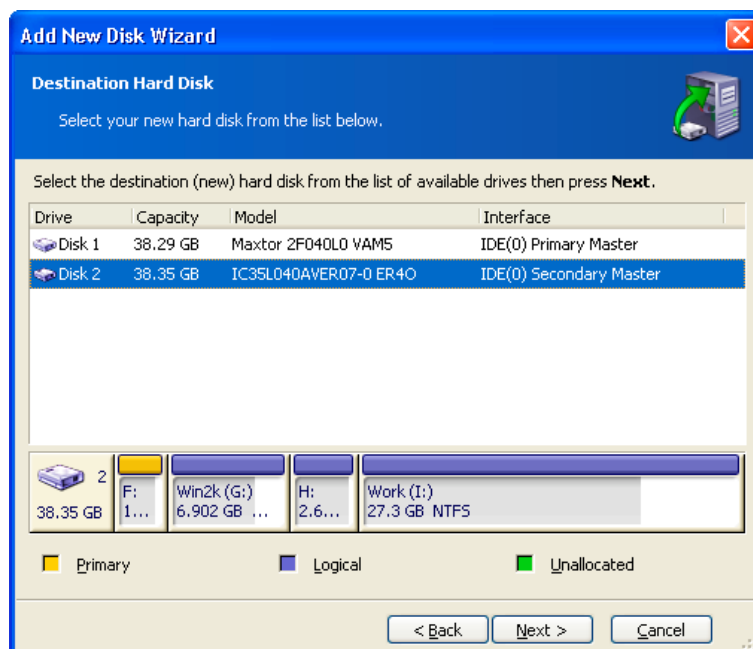 Add New Disk Wizard
Destination Hard Disk
Select your new hard disk from the list below.
Select the destination (new) hard disk from the list of available drives then press Next.
Drive Capacity Model Interface
Disk 1 38.29 GB Maxtor 2F040L0 VAM5 IDE(0) Primary Master
Disk 2 38.35 GB IC35L040AVER07-0 ER4O IDE(0) Secondary Master
2 F: Win2k (G:) H: Work (I:)
38.35 GB 1... 6.902 GB ... 2.6... 27.3 GB NTFS
Primary Logical Unallocated
< Back Next > Cancel